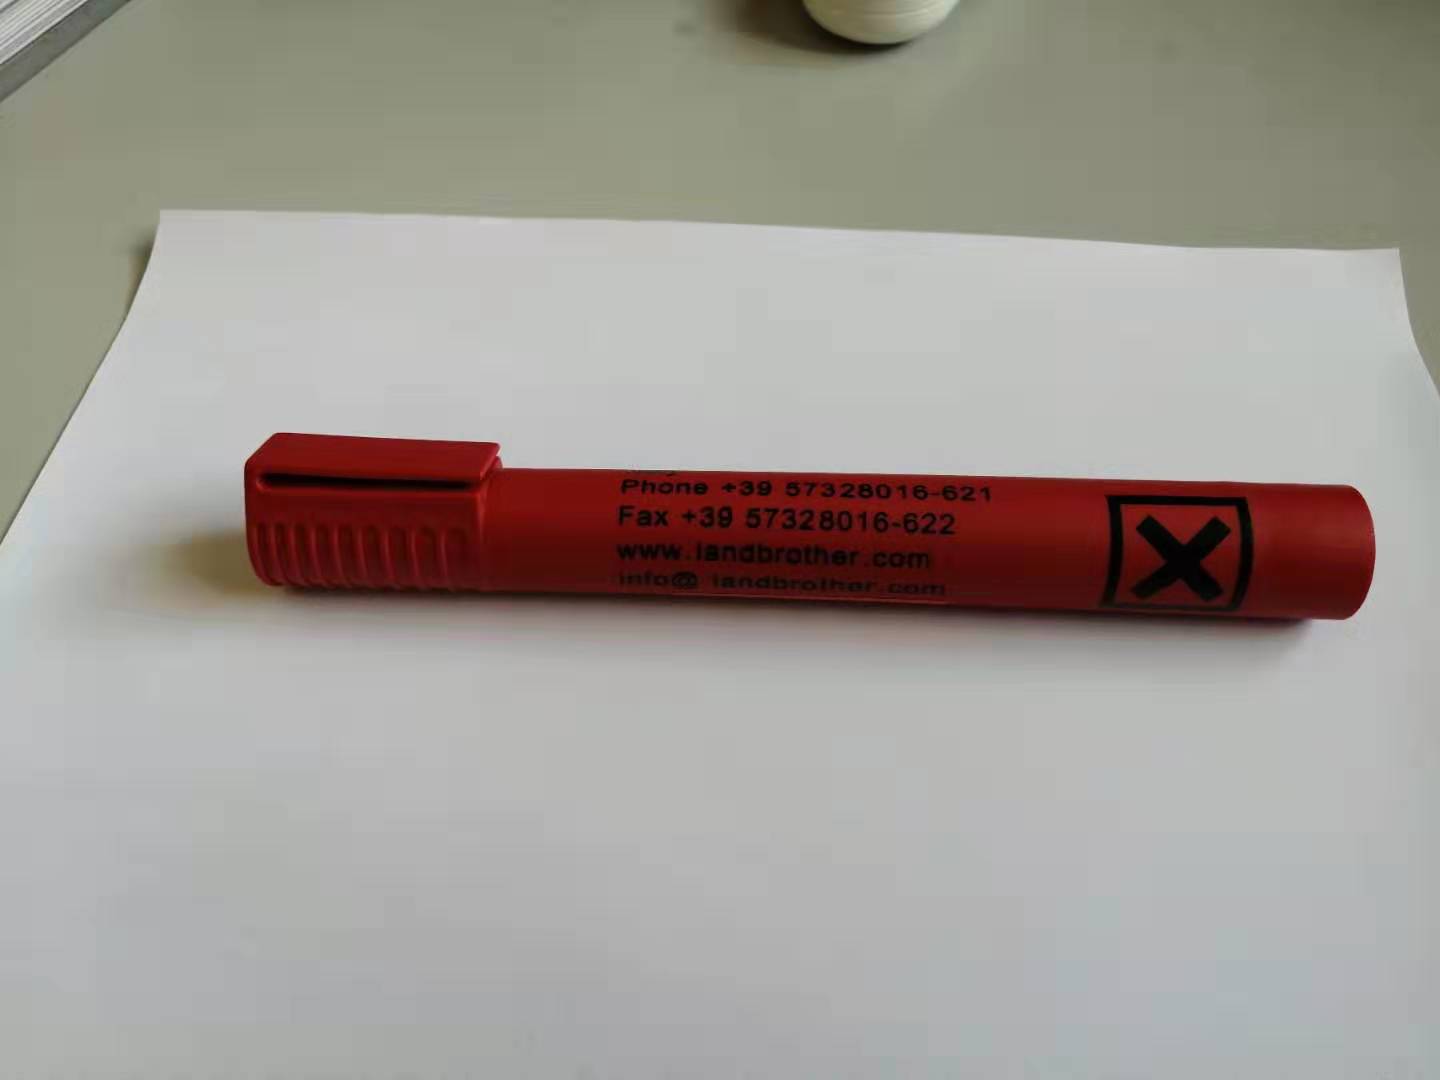 Phone +39 57328016-621
Fax +39 57328016-622
www.landbrother.com
info@ landbrother.com